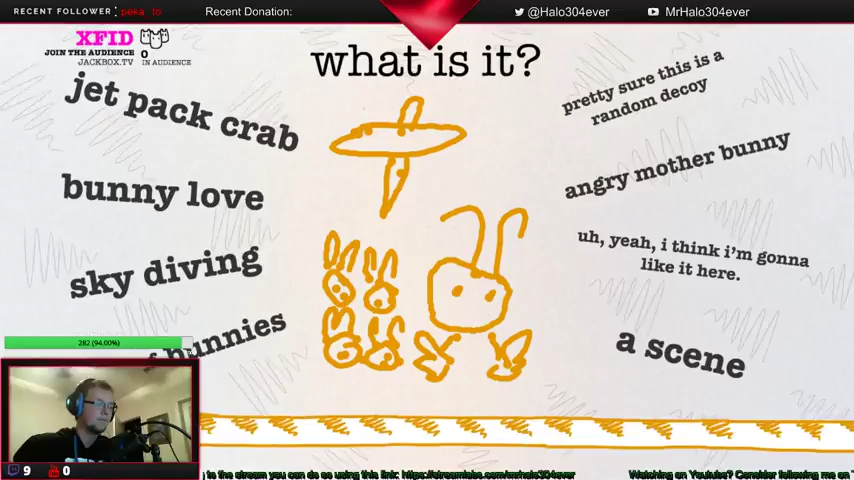 RECENT FOLLOWER: peka to
Recent Donation:
@Halo304ever
MrHalo304ever
XFID
JOIN THE AUDIENCE
JACKBOX.TV
0
IN AUDIENCE
what is it?
jet pack crab
bunny love
sky diving
bunnies
pretty sure this is a
random decoy
angry mother bunny
uh, yeah, i think i'm gonna
like it here.
a scene
282 (94.00%)
9
0
to the stream you can do so using this link: https://streamlabs.com/mrhalo304ever
Watching on Youtube? Consider following me on